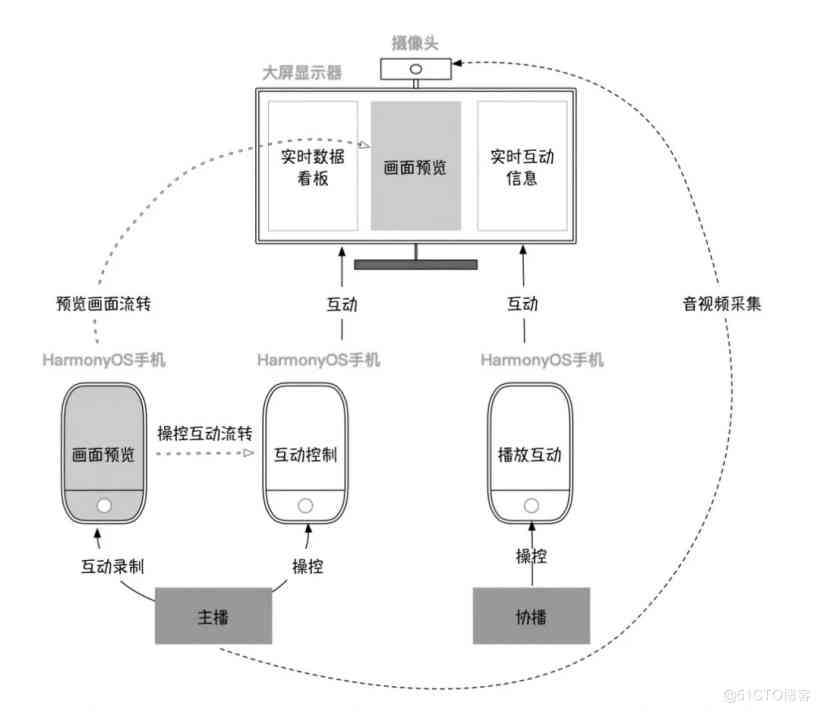 摄像头
大屏显示器
实时数据
看板
画面预览
实时互动
信息
预览画面流转
互动
互动
音视频采集
HarmonyOS手机
HarmonyOS手机
HarmonyOS手机
画面预览
操控互动流转
互动控制
播放互动
互动录制
操控
操控
主播
协播
@51CTO博客